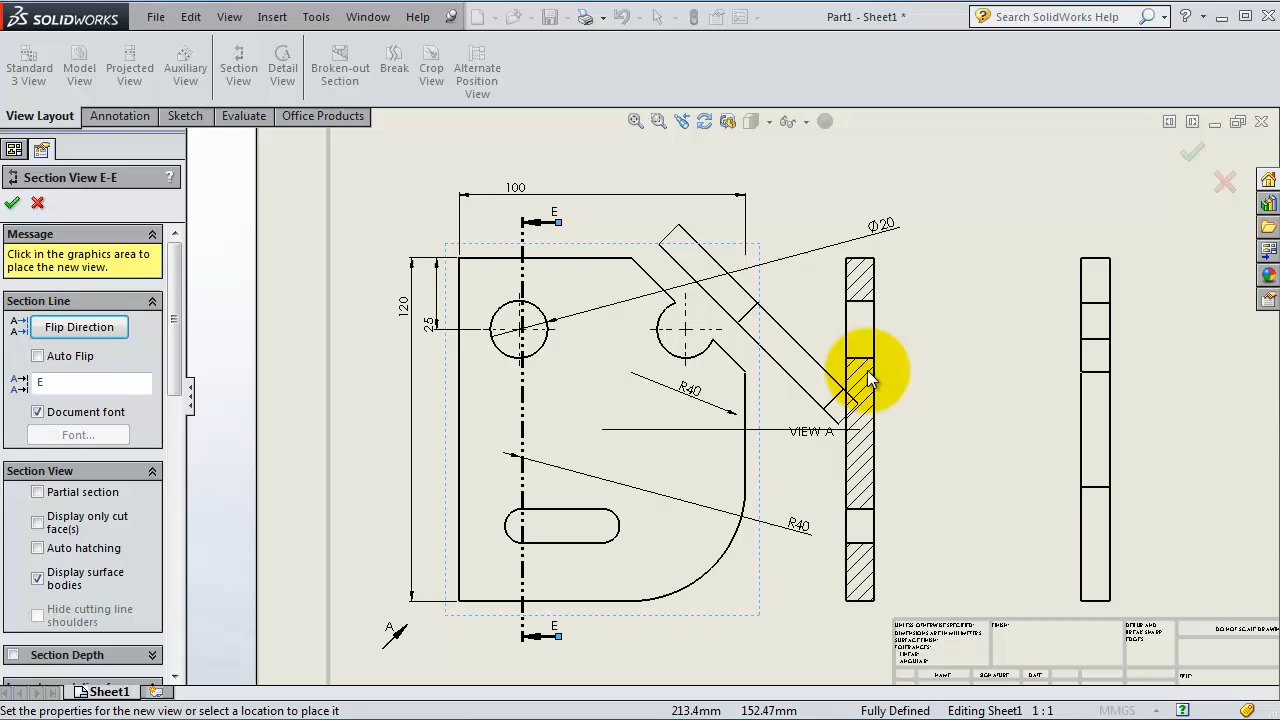 SOLIDWORKS File Edit View Insert Tools Window Help Part1 - Sheet1 * Search SolidWorks Help
Standard 3 View
Model View
Projected View
Auxiliary View
Section View
Detail View
Broken-out Section
Break
Crop View
Alternate Position View
View Layout Annotation Sketch Evaluate Office Products
Section View E-E ?
Message
Click in the graphics area to
place the new view.
Section Line
Flip Direction
Auto Flip
E
Document font
Font...
Section View
Partial section
Display only cut
face(s)
Auto hatching
Display surface
bodies
Hide cutting line
shoulders
Section Depth
100
E
Ø20
120
25
R40
VIEW A
R40
A
E
UNLESS OTHERWISE SPECIFIED:
DIMENSIONS ARE IN MILLIMETERS
SURFACE FINISH:
TOLERANCES:
LINEAR:
ANGULAR:
FINISH:
DEBUR AND
BREAK SHARP
EDGES
NAME SIGNATURE DATE
TITLE:
Sheet1
Set the properties for the new view or select a location to place it 213.4mm 152.47mm Fully Defined Editing Sheet1 1 : 1 MMGS